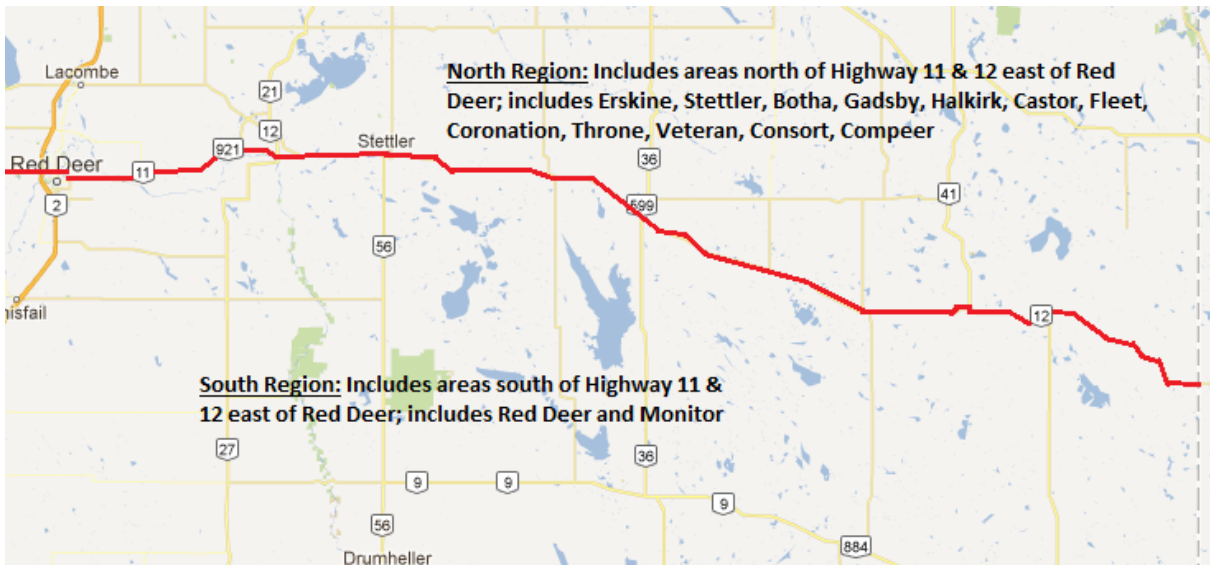 Lacombe
North Region: Includes areas north of Highway 11 & 12 east of Red
Deer; includes Erskine, Stettler, Botha, Gadsby, Halkirk, Castor, Fleet,
Coronation, Throne, Veteran, Consort, Compeer
21
12
921
Stettler
36
Red Deer
11
2
599
41
56
nisfail
12
South Region: Includes areas south of Highway 11 &
12 east of Red Deer; includes Red Deer and Monitor
27
36
9
9
9
56
884
Drumheller